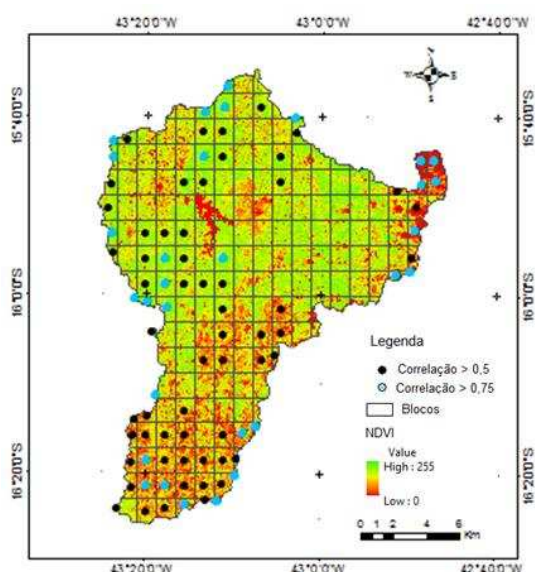 43°20'0"W 43°0'0"W 42°40'0"W
N
W E
S
15°40'0"S 15°40'0"S
16°0'0"S 16°0'0"S
Legenda
Correlação > 0,5
Correlação > 0,75
Blocos
NDVI
Value
High : 255
Low : 0
16°20'0"S 16°20'0"S
0 1 2 4 6
Km
43°20'0"W 43°0'0"W 42°40'0"W